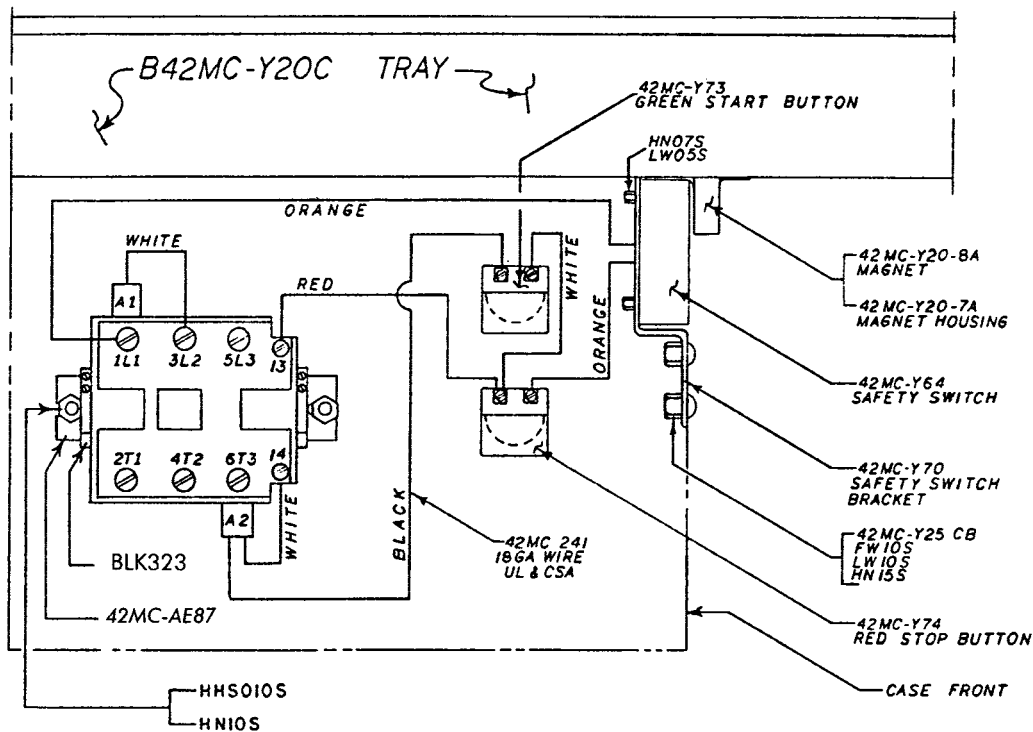 B42MC-Y20C TRAY
42MC-Y73
GREEN START BUTTON
HN07S
LW05S
ORANGE
WHITE
A1
RED
WHITE
ORANGE
42MC-Y20-8A
MAGNET
42MC-Y20-7A
MAGNET HOUSING
1L1 3L2 5L3 13
42MC-Y64
SAFETY SWITCH
2T1 4T2 6T3 14
A2
WHITE
BLACK
42MC-Y70
SAFETY SWITCH
BRACKET
42MC 241
18GA WIRE
UL & CSA
42MC-Y25 CB
FW10S
LW10S
HN15S
BLK323
42MC-AE87
42MC-Y74
RED STOP BUTTON
CASE FRONT
HHS010S
HN10S